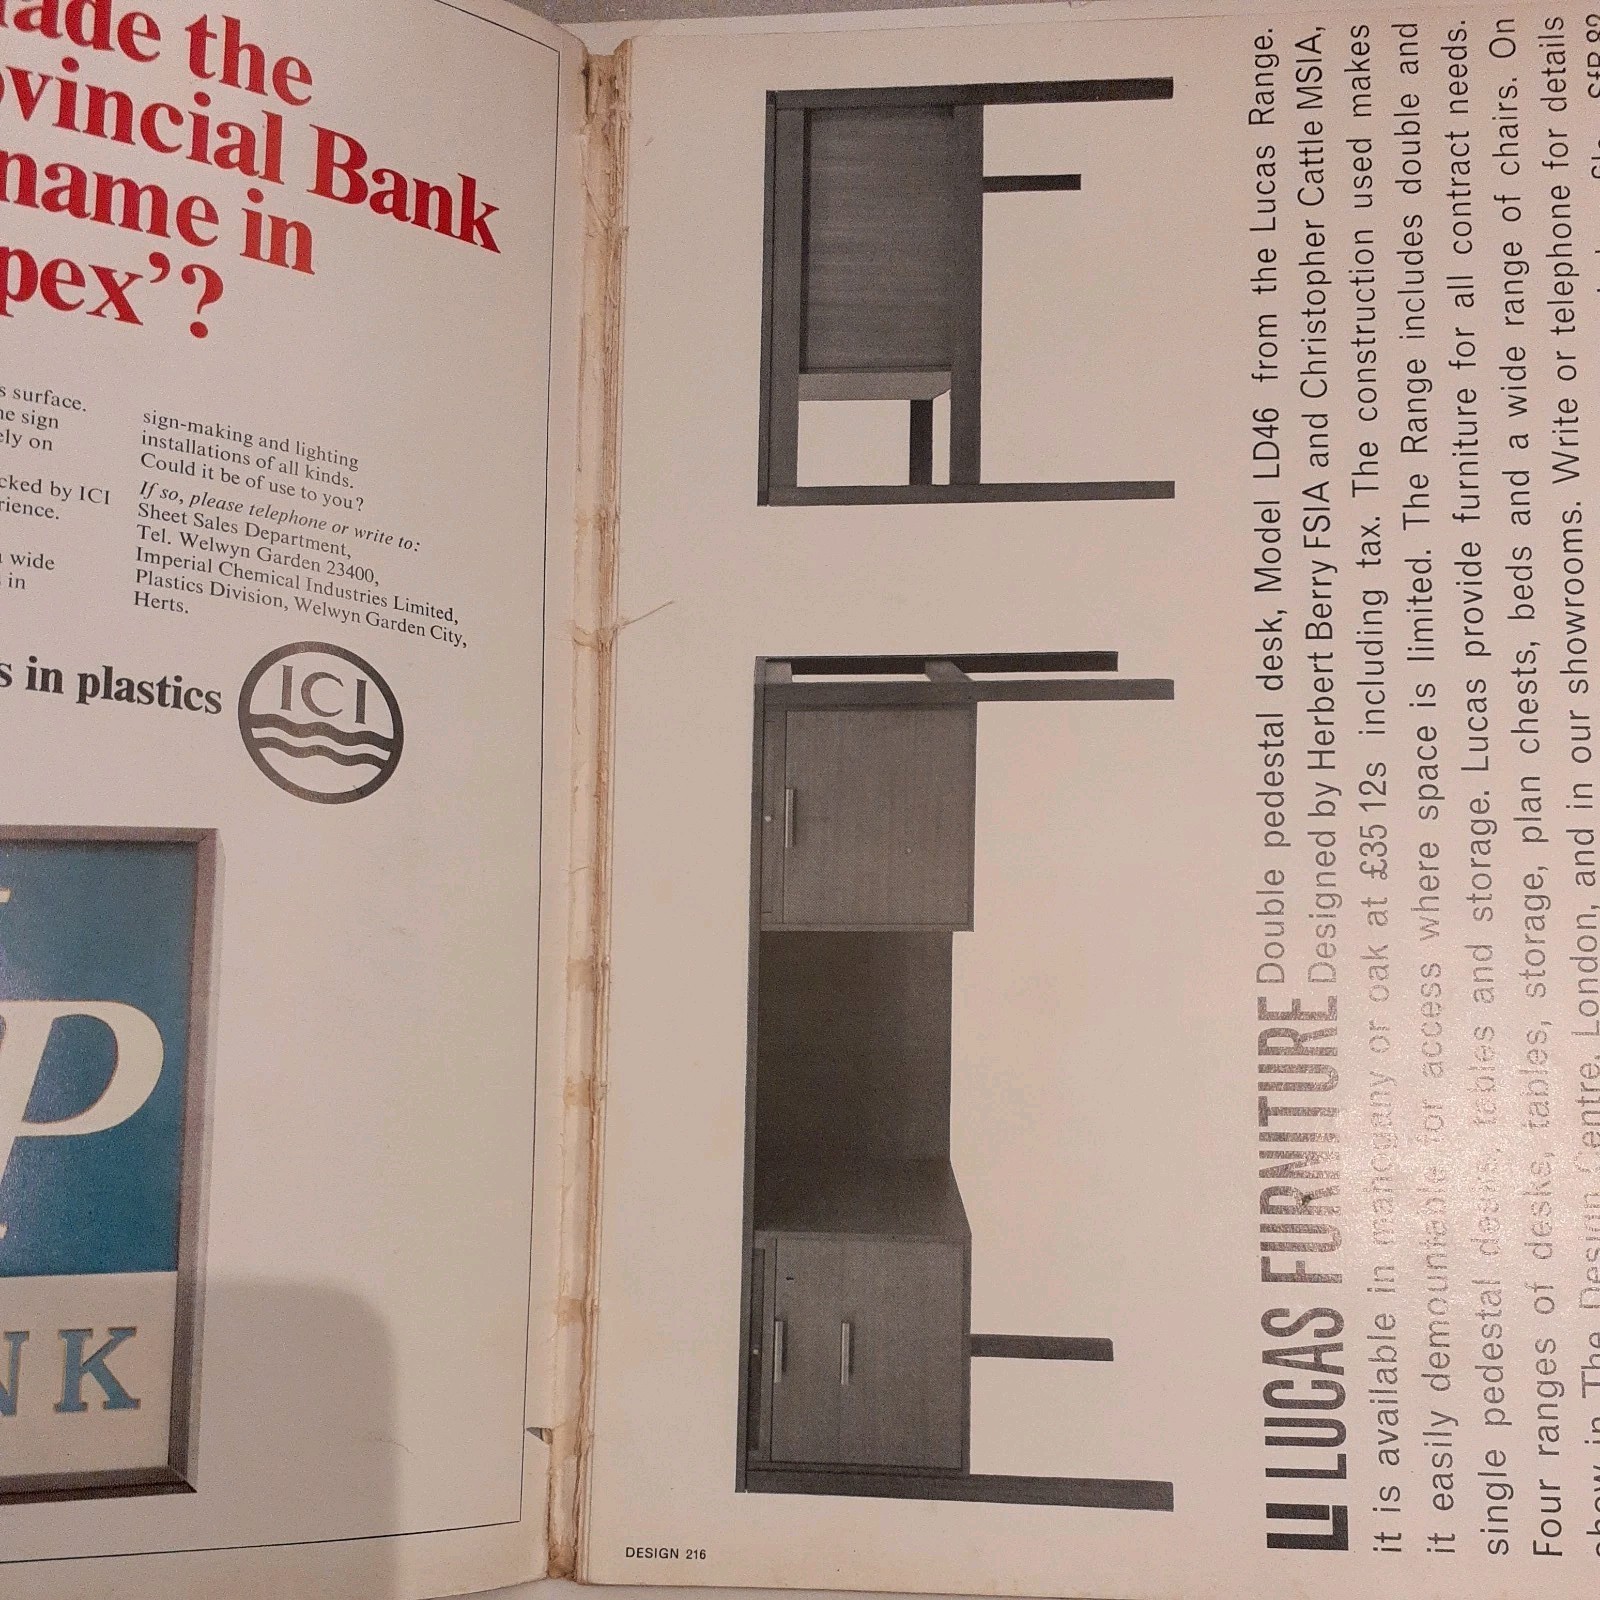 ade the
vincial Bank
name in
pex’?
s surface.
ne sign
ely on
cked by ICI
rience.
wide
s in
sign-making and lighting
installations of all kinds.
Could it be of use to you?
If so, please telephone or write to:
Sheet Sales Department,
Tel. Welwyn Garden 23400,
Imperial Chemical Industries Limited,
Plastics Division, Welwyn Garden City,
Herts.
s in plastics
ICI
P
NK
DESIGN 216
LUCAS FURNITURE
Double pedestal desk, Model LD46 from the Lucas Range.
Designed by Herbert Berry FSIA and Christopher Cattle MSIA,
it is available in mahogany or oak at £35 12s including tax. The construction used makes
it easily demountable for access where space is limited. The Range includes double and
single pedestal desks, tables and storage. Lucas provide furniture for all contract needs.
Four ranges of desks, tables, storage, plan chests, beds and a wide range of chairs. On
show in The Design Centre, London, and in our showrooms. Write or telephone for details
SfB 82